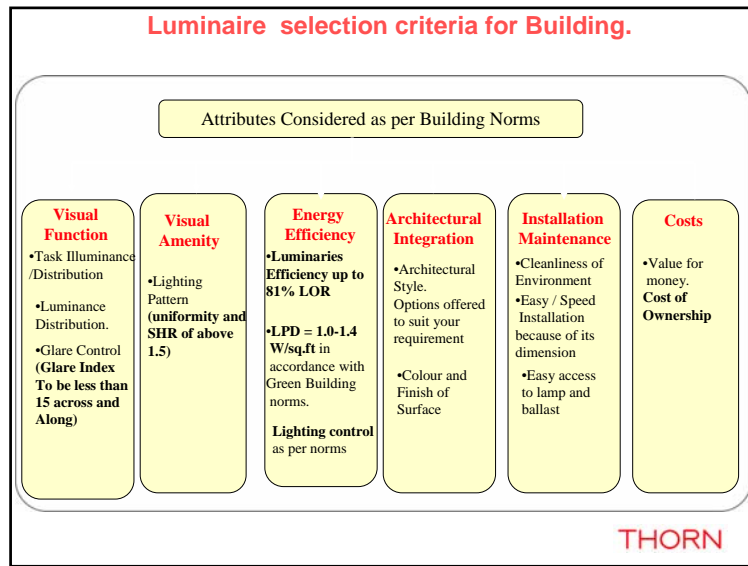 Luminaire selection criteria for Building.
Attributes Considered as per Building Norms
Visual
Function
•Task Illuminance
/Distribution
•Luminance
Distribution.
•Glare Control
(Glare Index
To be less than
15 across and
Along)
Visual
Amenity
•Lighting
Pattern
(uniformity and
SHR of above
1.5)
Energy
Efficiency
•Luminaries
Efficiency up to
81% LOR
•LPD = 1.0-1.4
W/sq.ft in
accordance with
Green Building
norms.
Lighting control
as per norms
Architectural
Integration
•Architectural
Style.
Options offered
to suit your
requirement
•Colour and
Finish of
Surface
Installation
Maintenance
•Cleanliness of
Environment
•Easy / Speed
Installation
because of its
dimension
•Easy access
to lamp and
ballast
Costs
•Value for
money.
Cost of
Ownership
THORN